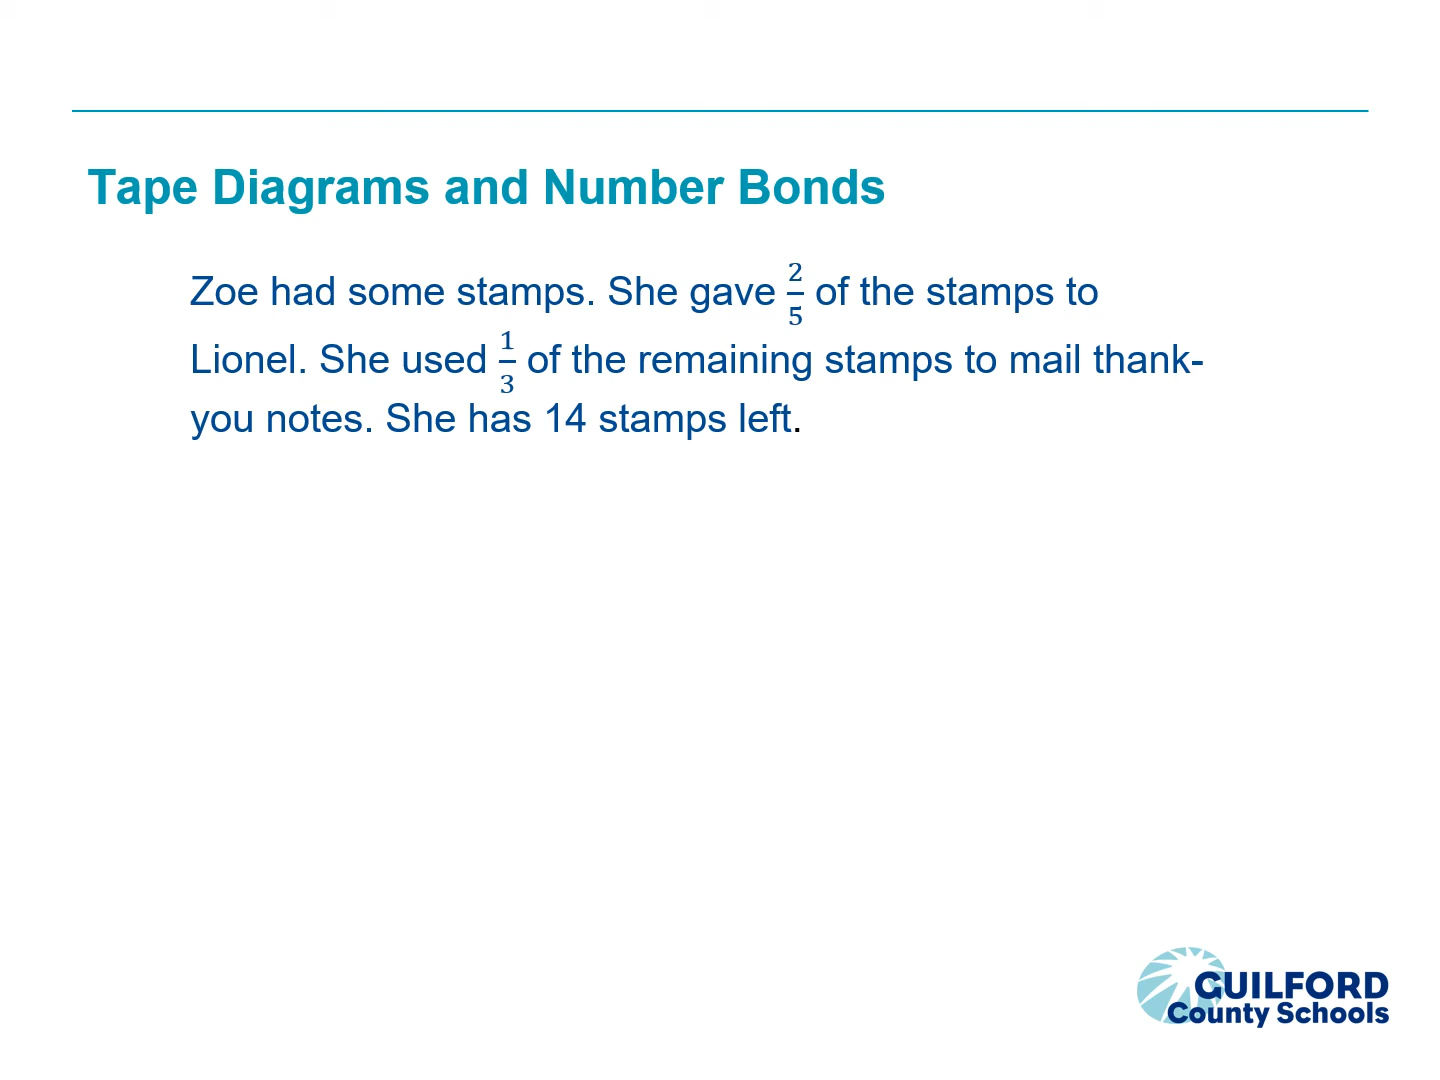 Tape Diagrams and Number Bonds
Zoe had some stamps. She gave 2/5 of the stamps to
Lionel. She used 1/3 of the remaining stamps to mail thank-
you notes. She has 14 stamps left.
GUILFORD
County Schools